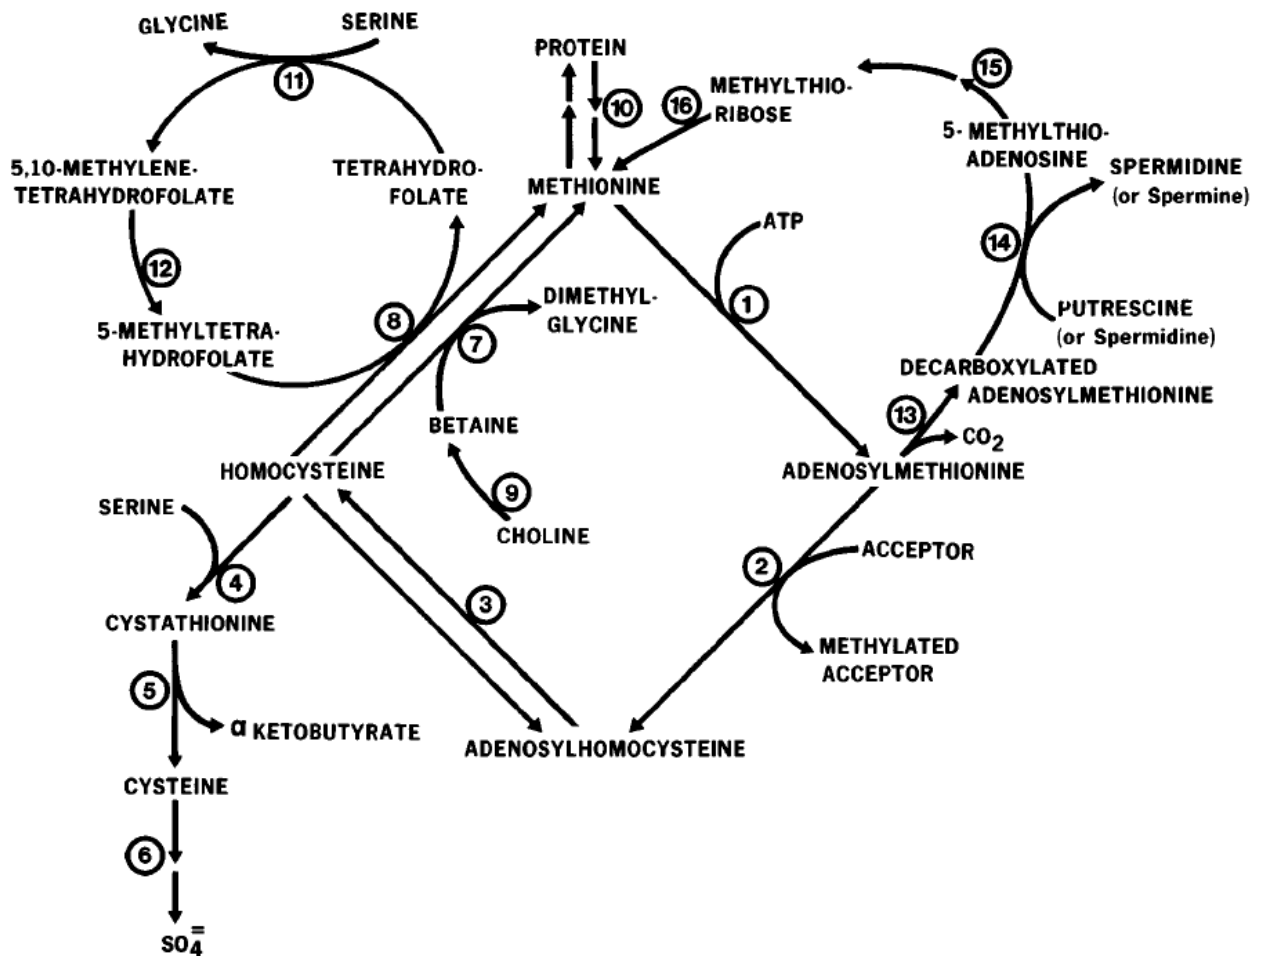 GLYCINE
SERINE
11
PROTEIN
10
16
METHYLTHIO-
RIBOSE
15
5- METHYLTHIO-
ADENOSINE
5,10-METHYLENE-
TETRAHYDROFOLATE
TETRAHYDRO-
FOLATE
METHIONINE
SPERMIDINE
(or Spermine)
ATP
14
12
1
PUTRESCINE
(or Spermidine)
5-METHYLTETRA-
HYDROFOLATE
8
7
DIMETHYL-
GLYCINE
DECARBOXYLATED
ADENOSYLMETHIONINE
13
CO2
BETAINE
HOMOCYSTEINE
ADENOSYLMETHIONINE
SERINE
9
CHOLINE
4
3
2
ACCEPTOR
CYSTATHIONINE
METHYLATED
ACCEPTOR
5
α KETOBUTYRATE
ADENOSYLHOMOCYSTEINE
CYSTEINE
6
SO4=